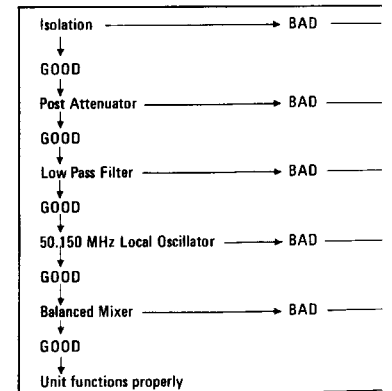 Isolation BAD
GOOD
Post Attenuator BAD
GOOD
Low Pass Filter BAD
GOOD
50.150 MHz Local Oscillator BAD
GOOD
Balanced Mixer BAD
GOOD
Unit functions properly